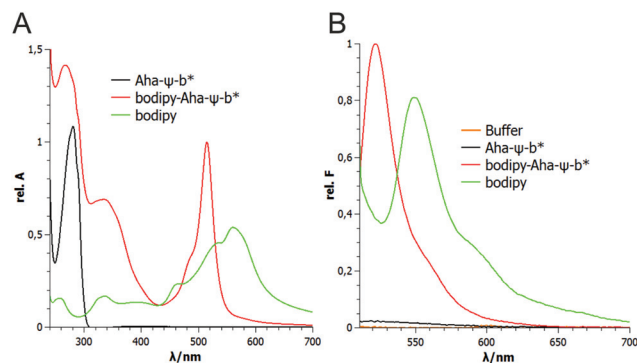 A
B
1,5
1
0,5
0
300
400
500
600
700
rel. A
λ/nm
Aha-ψ-b*
bodipy-Aha-ψ-b*
bodipy
1
0,8
0,6
0,4
0,2
0
550
600
650
700
rel. F
λ/nm
Buffer
Aha-ψ-b*
bodipy-Aha-ψ-b*
bodipy